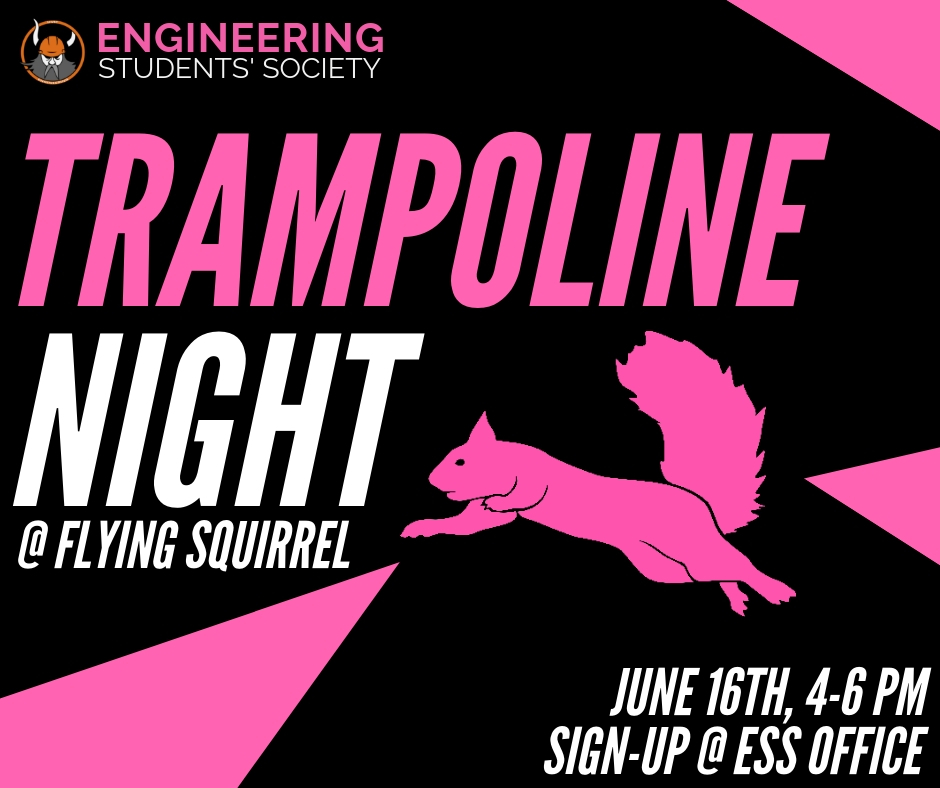 ENGINEERING
STUDENTS' SOCIETY
TRAMPOLINE
NIGHT
@ FLYING SQUIRREL
JUNE 16TH, 4-6 PM
SIGN-UP @ ESS OFFICE